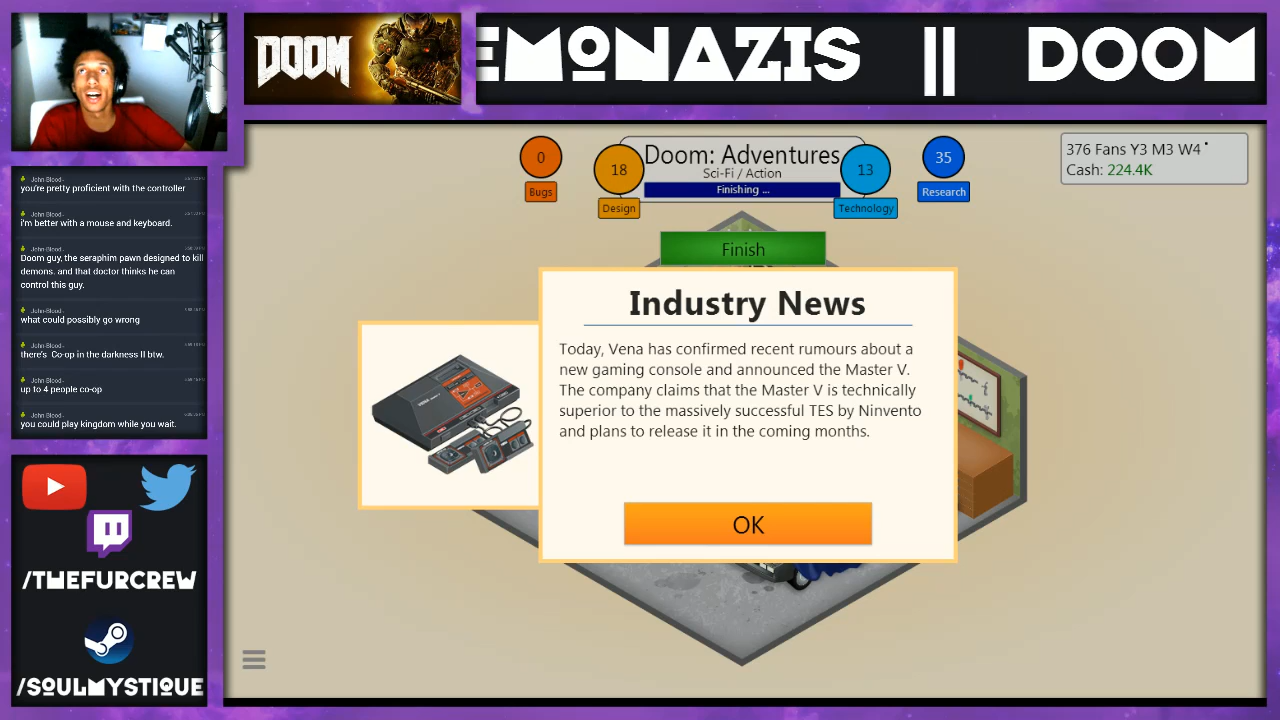 DOOM
EMONAZIS || DOOM
John-Blood-
you're pretty proficient with the controller
John-Blood-
i'm better with a mouse and keyboard.
John-Blood-
Doom guy, the seraphim pawn designed to kill
demons. and that doctor thinks he can
control this guy.
John-Blood-
what could possibly go wrong
John-Blood-
there's Co-op in the darkness II btw.
John-Blood-
up to 4 people co-op
John-Blood-
you could play kingdom while you wait.
/THEFURCREW
/SOULMYSTIQUE
0
Bugs
18
Design
Doom: Adventures
Sci-Fi / Action
Finishing ...
13
Technology
35
Research
376 Fans Y3 M3 W4
Cash: 224.4K
Finish
Industry News
Today, Vena has confirmed recent rumours about a
new gaming console and announced the Master V.
The company claims that the Master V is technically
superior to the massively successful TES by Ninvento
and plans to release it in the coming months.
OK